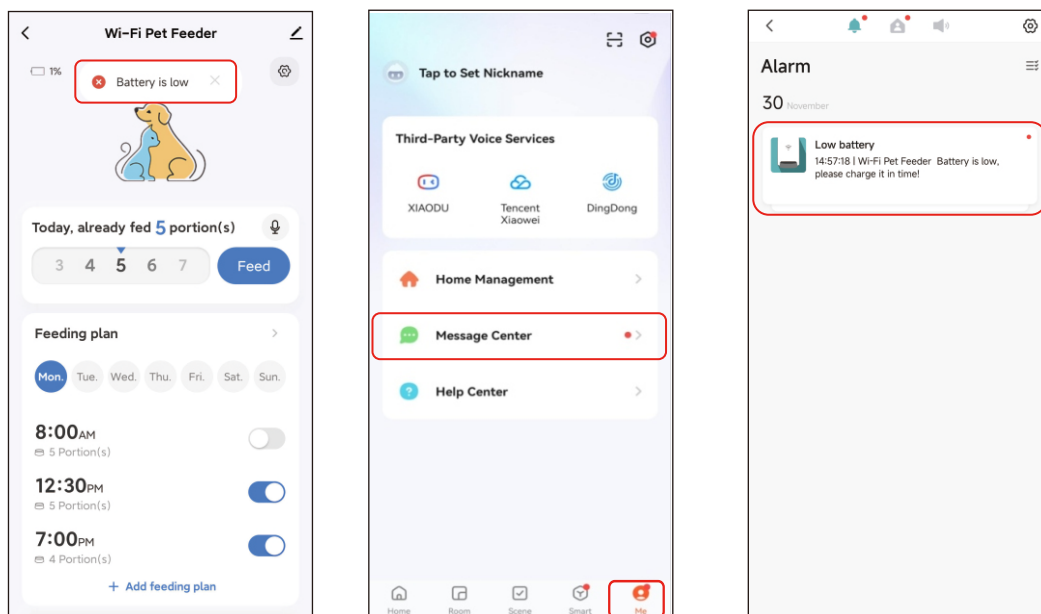 Wi-Fi Pet Feeder
1%
Battery is low
Today, already fed 5 portion(s)
3 4 5 6 7
Feed
Feeding plan
Mon. Tue. Wed. Thu. Fri. Sat. Sun.
8:00AM
5 Portion(s)
12:30PM
5 Portion(s)
7:00PM
4 Portion(s)
+ Add feeding plan
Tap to Set Nickname
Third-Party Voice Services
XIAODU
Tencent
Xiaowei
DingDong
Home Management
Message Center
Help Center
Home Room Scene Smart Me
Alarm
30 November
Low battery
14:57:18 | Wi-Fi Pet Feeder Battery is low,
please charge it in time!